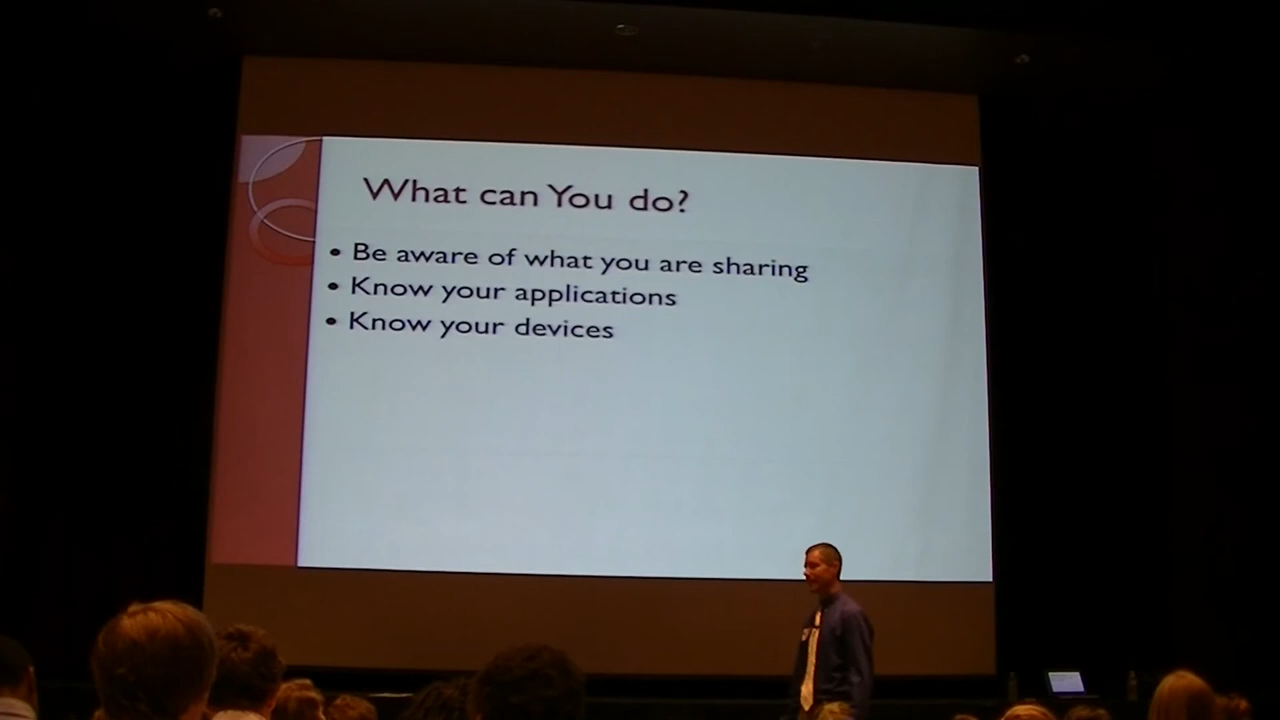 What can You do?
• Be aware of what you are sharing
• Know your applications
• Know your devices